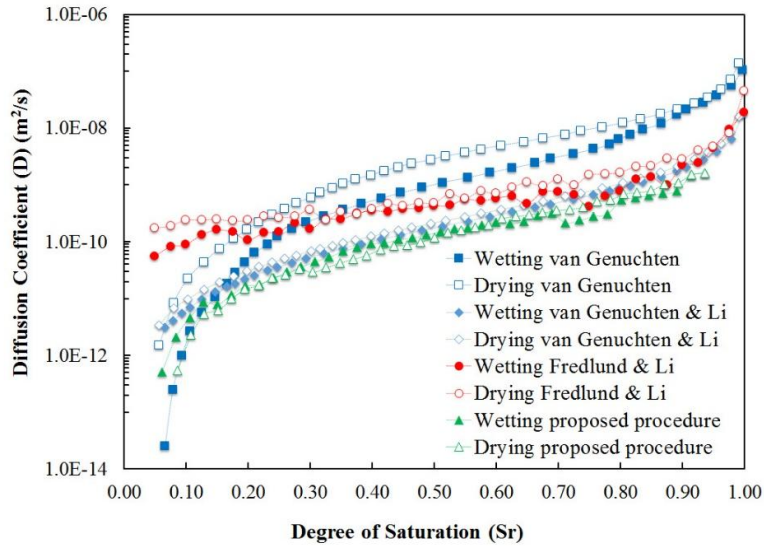 1.0E-06
1.0E-08
1.0E-10
1.0E-12
1.0E-14
Diffusion Coefficient (D) (m²/s)
Wetting van Genuchten
Drying van Genuchten
Wetting van Genuchten & Li
Drying van Genuchten & Li
Wetting Fredlund & Li
Drying Fredlund & Li
Wetting proposed procedure
Drying proposed procedure
0.00 0.10 0.20 0.30 0.40 0.50 0.60 0.70 0.80 0.90 1.00
Degree of Saturation (Sr)